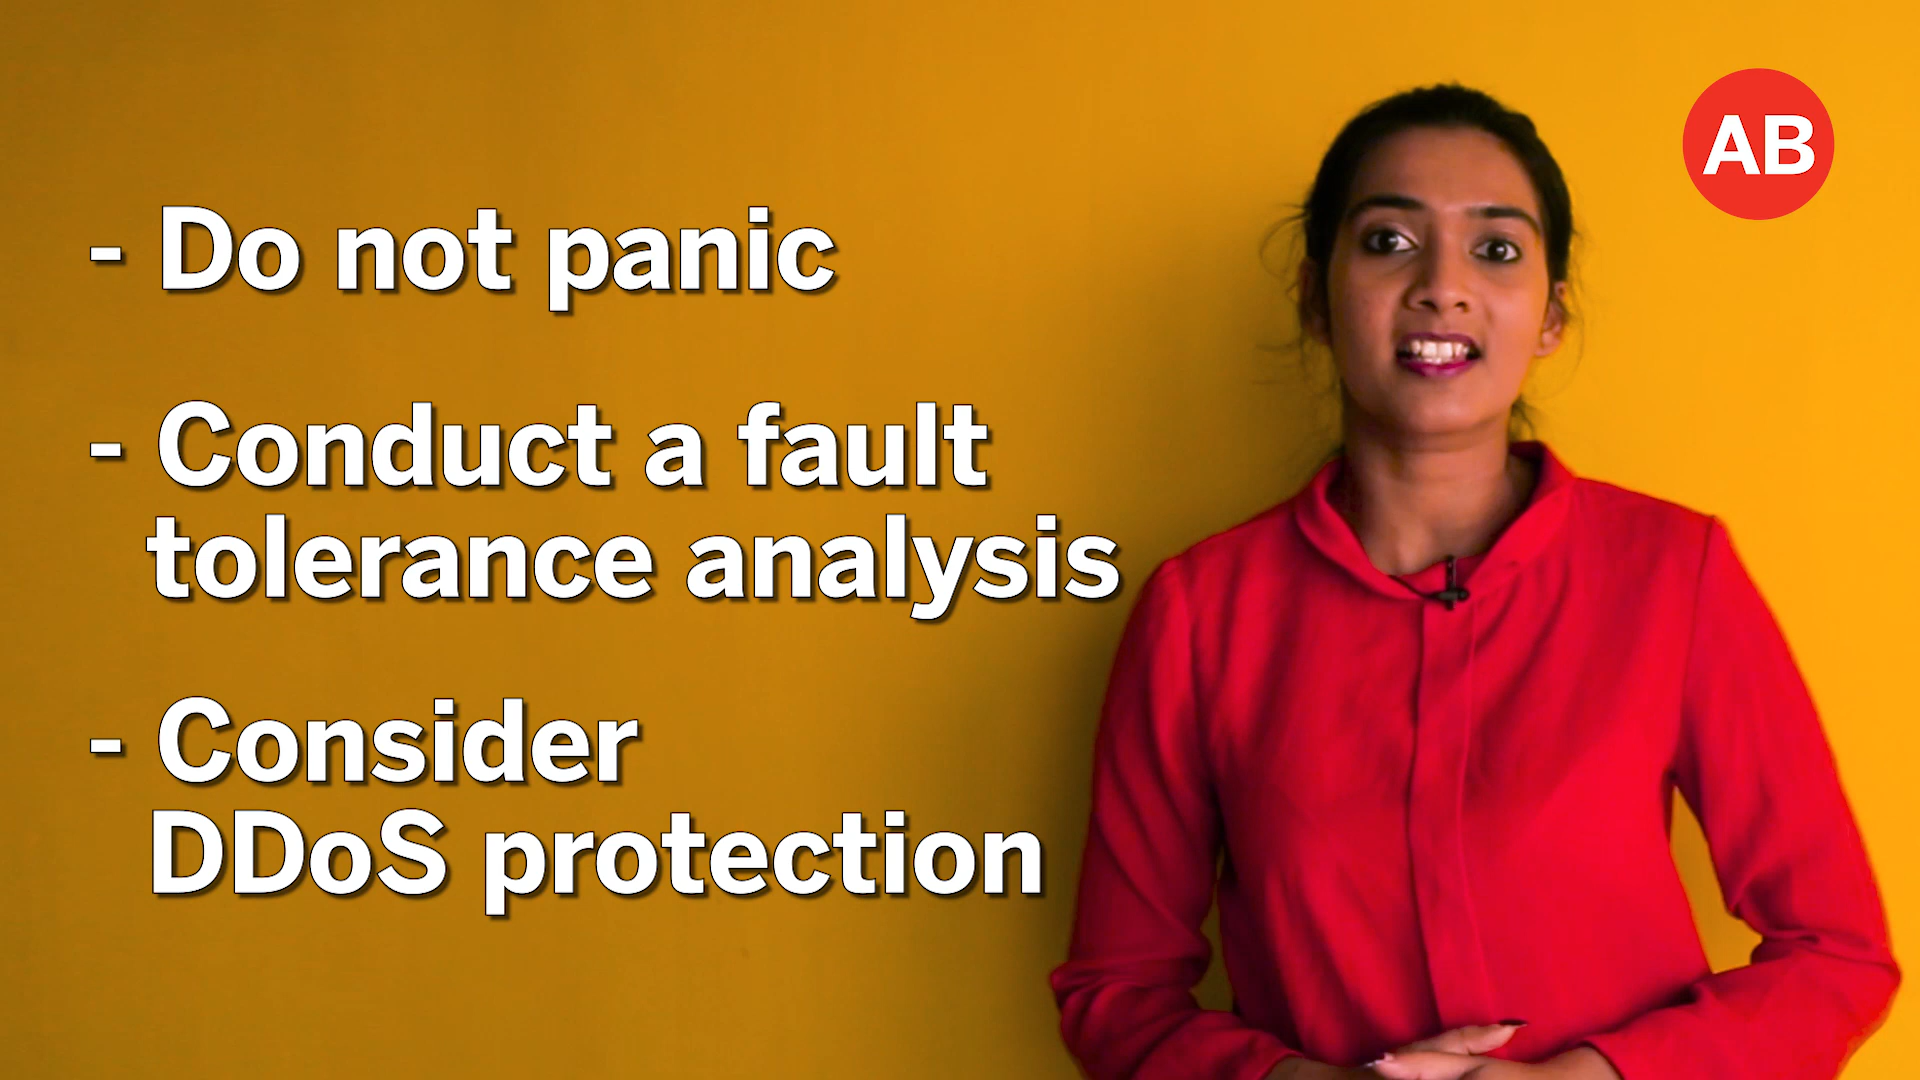 AB
- Do not panic
- Conduct a fault
tolerance analysis
- Consider
DDoS protection